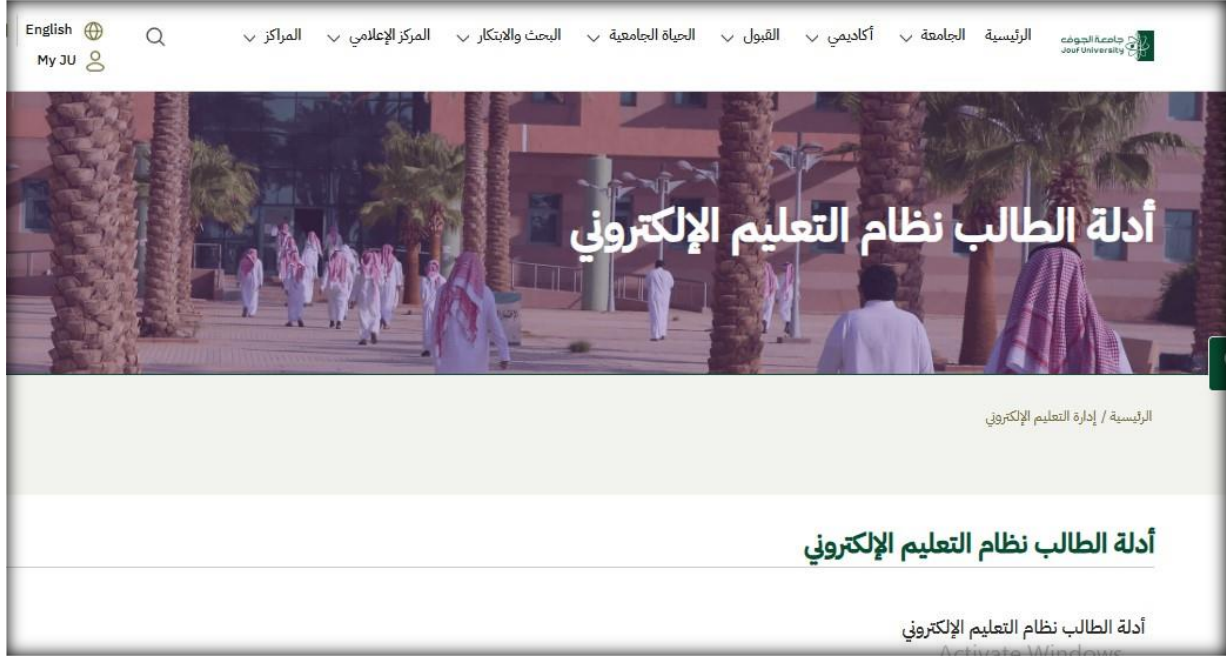 جامعة الجوف
Jouf University
الرئيسية الجامعة أكاديمي القبول الحياة الجامعية البحث والابتكار المركز الإعلامي المراكز
English
My JU
أدلة الطالب نظام التعليم الإلكتروني
الرئيسية / إدارة التعليم الإلكتروني
أدلة الطالب نظام التعليم الإلكتروني
أدلة الطالب نظام التعليم الإلكتروني
Activate Windows